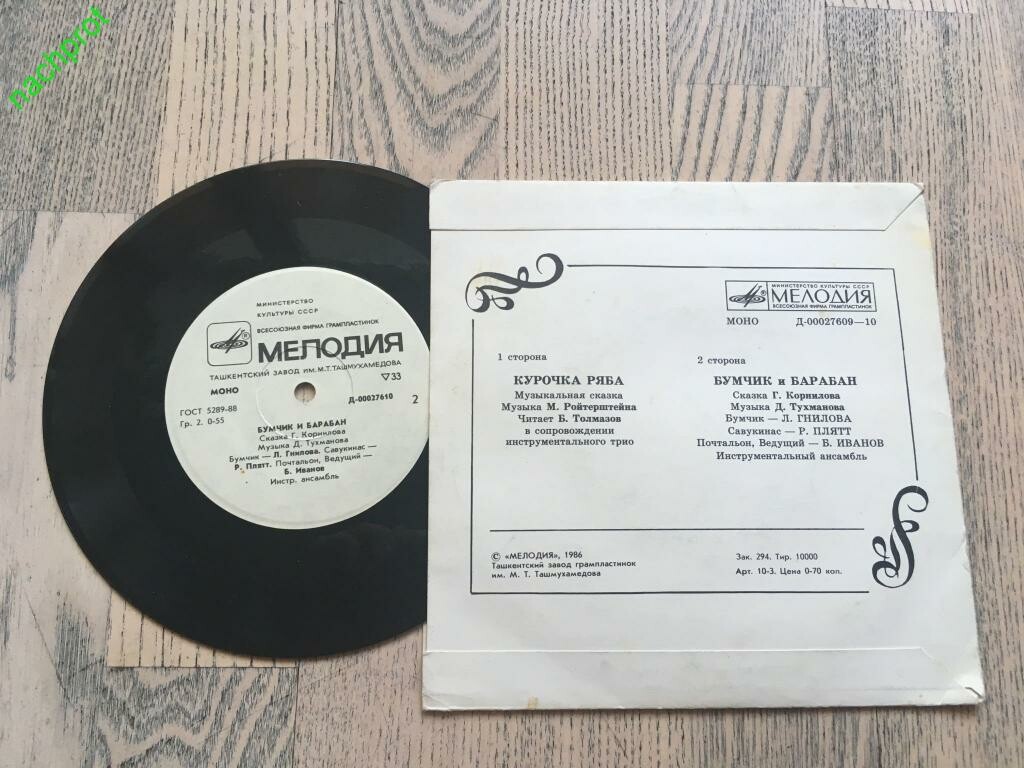 nachprot
МИНИСТЕРСТВО
КУЛЬТУРЫ СССР
ВСЕСОЮЗНАЯ ФИРМА ГРАМПЛАСТИНОК
МЕЛОДИЯ
ТАШКЕНТСКИЙ ЗАВОД ИМ. М. Т. ТАШМУХАМЕДОВА
МОНО
▽33
ГОСТ 5289-88
Гр. 2. 0-55
Д-00027610
2
БУМЧИК И БАРАБАН
Сказка Г. Корнилова
Музыка Д. Тухманова
Бумчик — Л. Гнилова. Савукинас —
Р. Плятт. Почтальон, Ведущий —
Б. Иванов
Инстр. ансамбль
МИНИСТЕРСТВО КУЛЬТУРЫ СССР
МЕЛОДИЯ
ВСЕСОЮЗНАЯ ФИРМА ГРАМПЛАСТИНОК
МОНО Д-00027609—10
1 сторона
КУРОЧКА РЯБА
Музыкальная сказка
Музыка М. Ройтерштейна
Читает Б. Толмазов
в сопровождении
инструментального трио
2 сторона
БУМЧИК и БАРАБАН
Сказка Г. Корнилова
Музыка Д. Тухманова
Бумчик — Л. ГНИЛОВА
Савукинас — Р. ПЛЯТТ
Почтальон, Ведущий — Б. ИВАНОВ
Инструментальный ансамбль
© «МЕЛОДИЯ», 1986
Ташкентский завод грампластинок
им. М. Т. Ташмухамедова
Зак. 294. Тир. 10000
Арт. 10-3. Цена 0-70 коп.